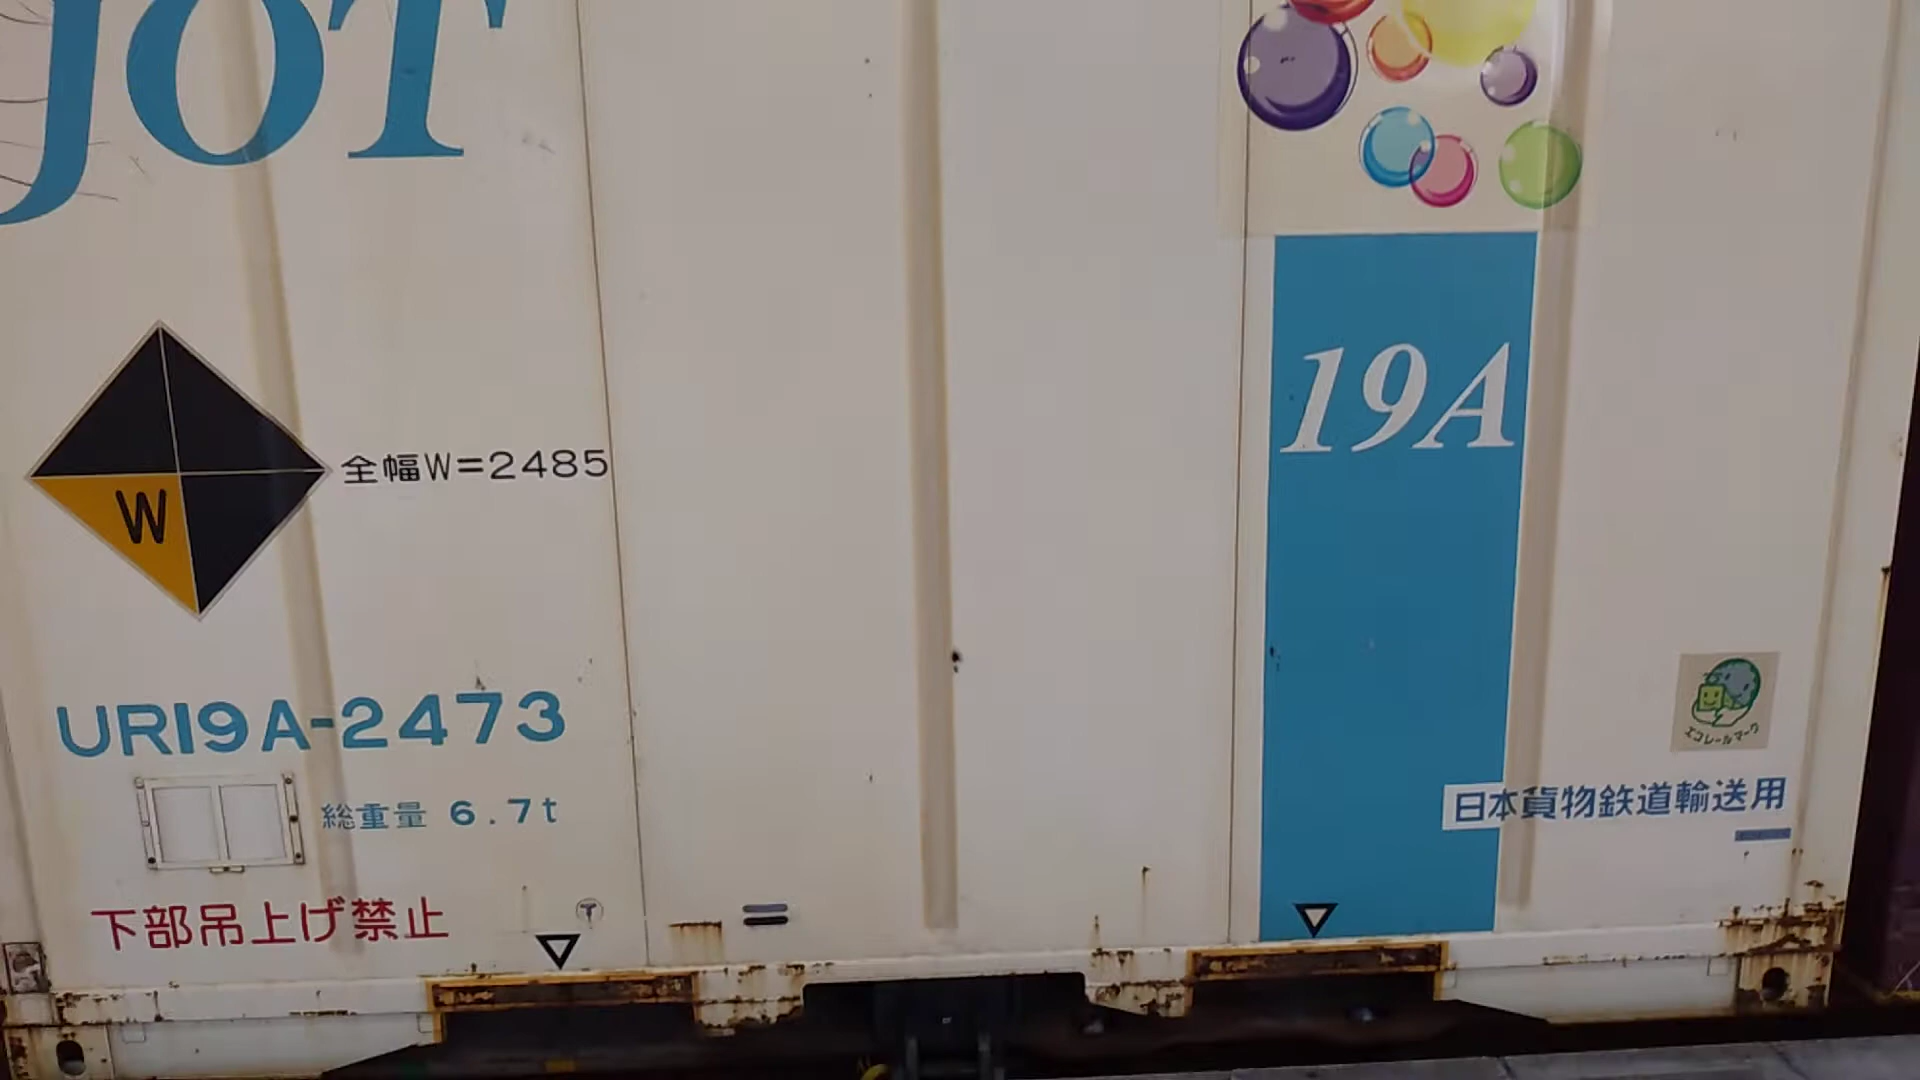 JOT
19A
全幅W=2485
W
UR19A-2473
総重量 6.7t
エコレールマーク
日本貨物鉄道輸送用
下部吊上げ禁止
T